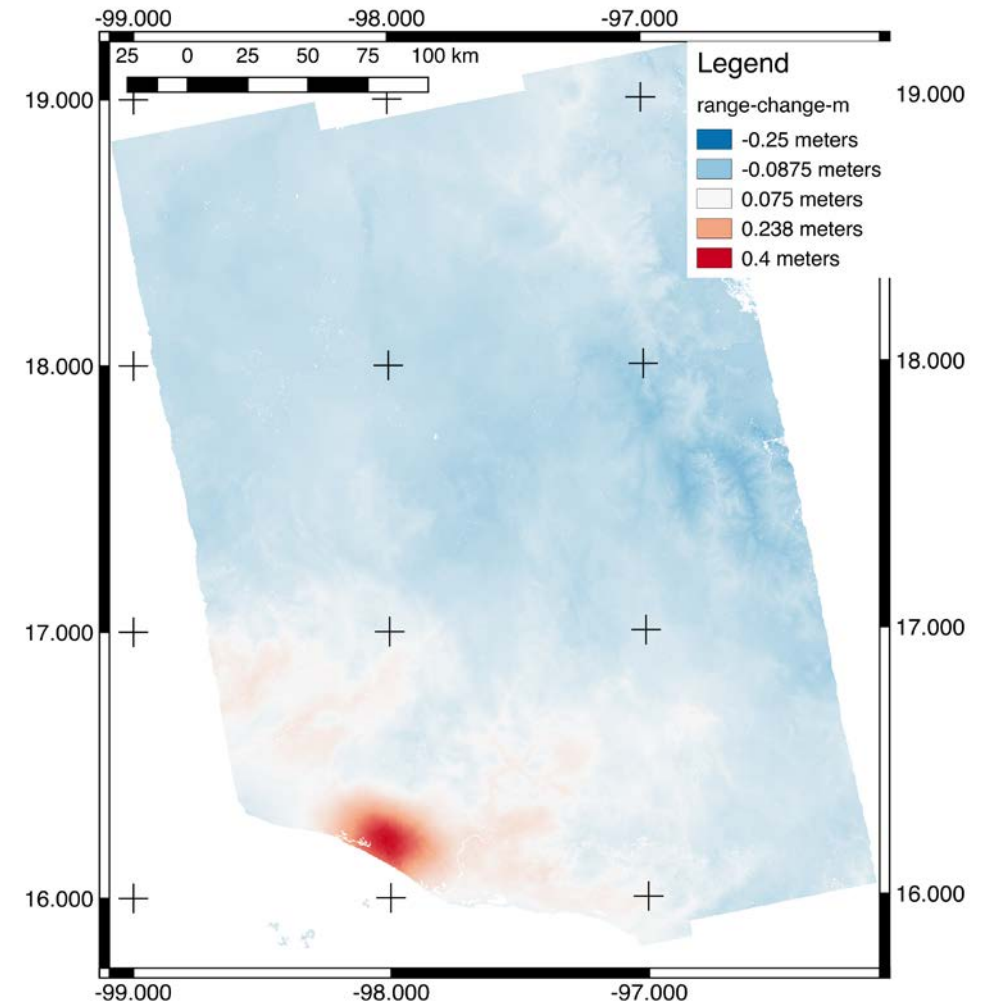 -99.000 -98.000 -97.000
25 0 25 50 75 100 km
Legend
range-change-m
-0.25 meters
-0.0875 meters
0.075 meters
0.238 meters
0.4 meters
19.000 19.000
18.000 18.000
17.000 17.000
16.000 16.000
-99.000 -98.000 -97.000